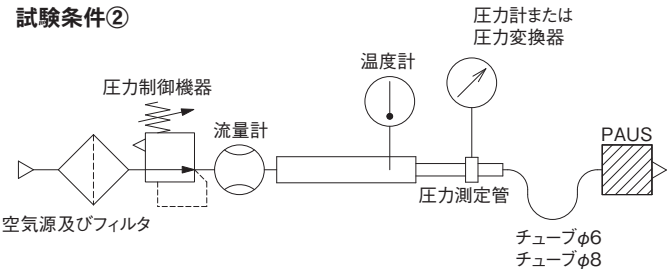 試験条件②
圧力計または
圧力変換器
温度計
圧力制御機器
流量計
PAUS
圧力測定管
空気源及びフィルタ
チューブφ6
チューブφ8